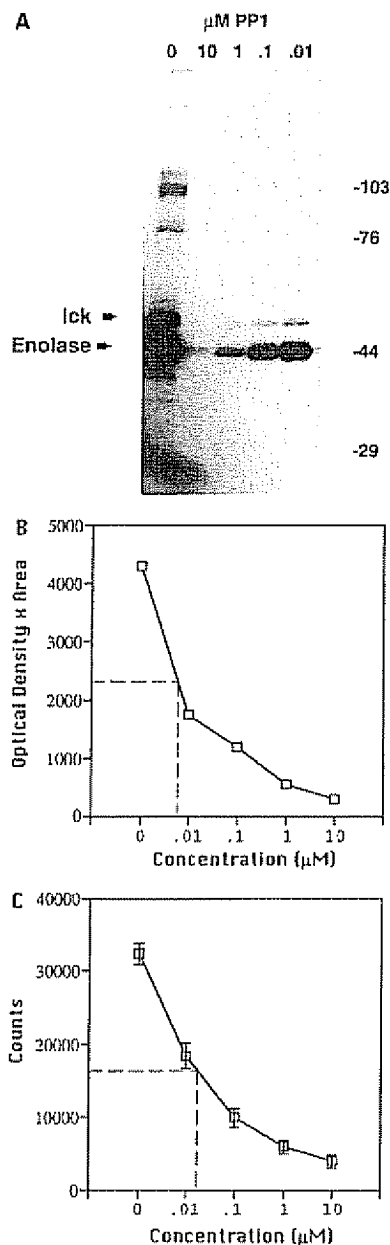 A
μM PP1
0 10 1 .1 .01
-103
-76
lck
Enolase
-44
-29
B
5000
4000
3000
2000
1000
0
Optical Density x Area
0 .01 .1 1 10
Concentration (μM)
C
40000
30000
20000
10000
0
Counts
0 .01 .1 1 10
Concentration (μM)